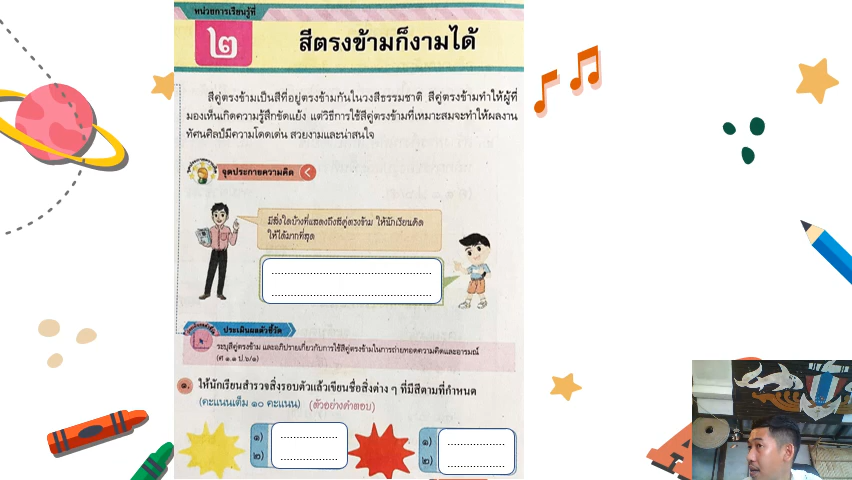 หน่วยการเรียนรู้ที่
๒
สีตรงข้ามก็งามได้
สีคู่ตรงข้ามเป็นสีที่อยู่ตรงข้ามกันในวงสีธรรมชาติ สีคู่ตรงข้ามทำให้ผู้ที่
มองเห็นเกิดความรู้สึกขัดแย้ง แต่วิธีการใช้สีคู่ตรงข้ามที่เหมาะสมจะทำให้ผลงาน
ทัศนศิลป์มีความโดดเด่น สวยงามและน่าสนใจ
จุดประกายความคิด
มีสิ่งใดบ้างที่แสดงถึงสีคู่ตรงข้าม ให้นักเรียนคิด
ให้ได้มากที่สุด
ประเมินผลตัวชี้วัด
ระบุสีคู่ตรงข้าม และอภิปรายเกี่ยวกับการใช้สีคู่ตรงข้ามในการถ่ายทอดความคิดและอารมณ์
(ศ ๑.๑ ป.๖/๑)
๑. ให้นักเรียนสำรวจสิ่งรอบตัวแล้วเขียนชื่อสิ่งต่าง ๆ ที่มีสีตามที่กำหนด
(คะแนนเต็ม ๑๐ คะแนน) (ตัวอย่างคำตอบ)
๑)
๒)
๑)
๒)